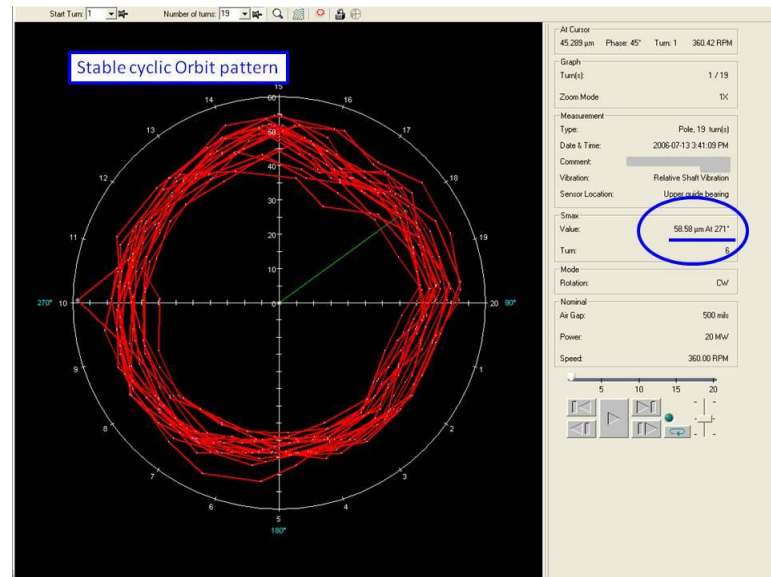 Start Turn: 1 Number of turns: 19
Stable cyclic Orbit pattern
15
14 16
60
13 17
50
12 18
40
30
11 19
20
10
270° 10 0 20 90°
9 1
8 2
7 3
6 4
5
180°
At Cursor
45.289 µm Phase: 45° Turn: 1 360.42 RPM
Graph
Turn(s): 1 / 19
Zoom Mode 1X
Measurement
Type: Pole, 19 turn(s)
Date & Time: 2006-07-13 3:41:09 PM
Comment:
Vibration: Relative Shaft Vibration
Sensor Location: Upper guide bearing
Smax
Value: 58.58 µm At 271°
Turn: 6
Mode
Rotation: CW
Nominal
Air Gap: 500 mils
Power: 20 MW
Speed: 360.00 RPM
5 10 15 20